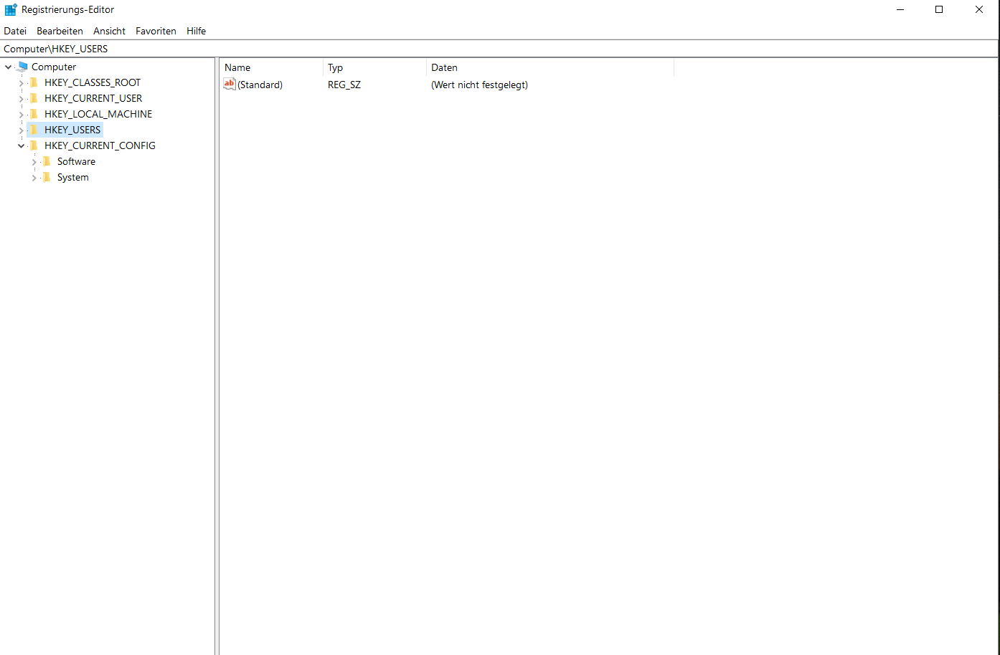 Registrierungs-Editor
Datei Bearbeiten Ansicht Favoriten Hilfe
Computer\HKEY_USERS
Computer
HKEY_CLASSES_ROOT
HKEY_CURRENT_USER
HKEY_LOCAL_MACHINE
HKEY_USERS
HKEY_CURRENT_CONFIG
Software
System
Name Typ Daten
ab (Standard) REG_SZ (Wert nicht festgelegt)